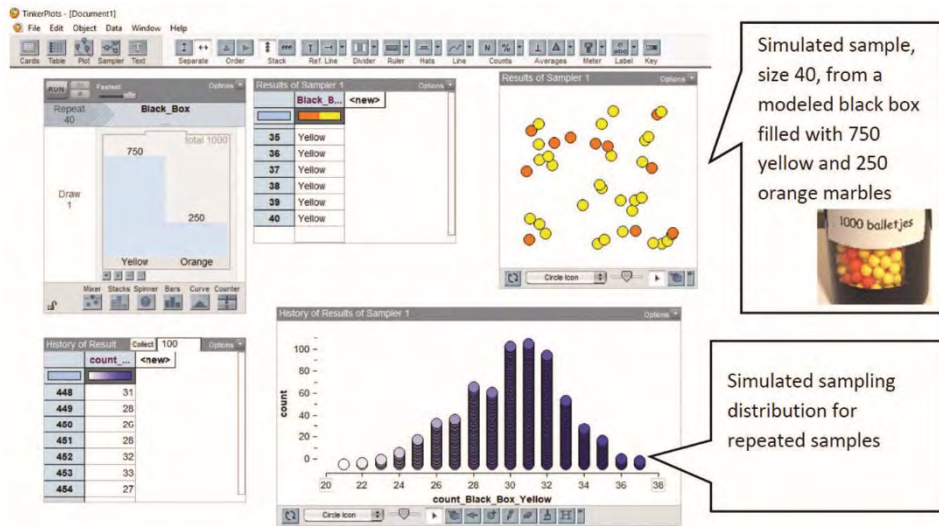 TinkerPlots - [Document1]
File Edit Object Data Window Help
Cards Table Plot Sampler Text Separate Order Stack Ref. Line Divider Ruler Hats Line Counts Averages Meter Label Key
RUN
Fastest
Options
Repeat
40
Black_Box
total 1000
750
250
Draw
1
Yellow Orange
Mixer Stacks Spinner Bars Curve Counter
Results of Sampler 1 Options
Black_B... <new>
35 Yellow
36 Yellow
37 Yellow
38 Yellow
39 Yellow
40 Yellow
Results of Sampler 1 Options
Circle Icon
Simulated sample,
size 40, from a
modeled black box
filled with 750
yellow and 250
orange marbles
1000 balletjes
History of Result Collect 100 Options
count_... <new>
448 31
449 28
450 26
451 28
452 32
453 33
454 27
History of Results of Sampler 1 Options
count
100
80
60
40
20
0
20 22 24 26 28 30 32 34 36 38
count_Black_Box_Yellow
Circle Icon
Simulated sampling
distribution for
repeated samples